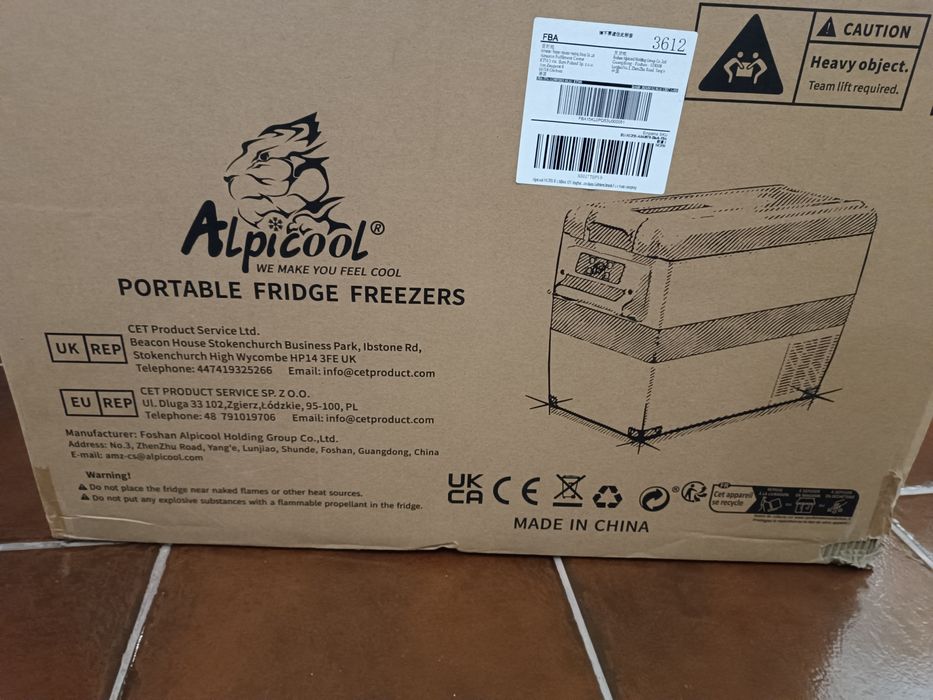 FBA
3612
CAUTION
Heavy object.
Team lift required.
Alpicool®
WE MAKE YOU FEEL COOL
PORTABLE FRIDGE FREEZERS
UK REP
CET Product Service Ltd.
Beacon House Stokenchurch Business Park, Ibstone Rd,
Stokenchurch High Wycombe HP14 3FE UK
Telephone: 447419325266 Email: info@cetproduct.com
EU REP
CET PRODUCT SERVICE SP. Z O.O.
Ul. Dluga 33 102,Zgierz,Łódzkie, 95-100, PL
Telephone: 48 791019706 Email: info@cetproduct.com
Manufacturer: Foshan Alpicool Holding Group Co.,Ltd.
Address: No.3, ZhenZhu Road, Yang'e, Lunjiao, Shunde, Foshan, Guangdong, China
E-mail: amz-cs@alpicool.com
Warning!
Do not place the fridge near naked flames or other heat sources.
Do not put any explosive substances with a flammable propellant in the fridge.
UK
CA
CE
FR
Cet appareil
se recycle
MADE IN CHINA